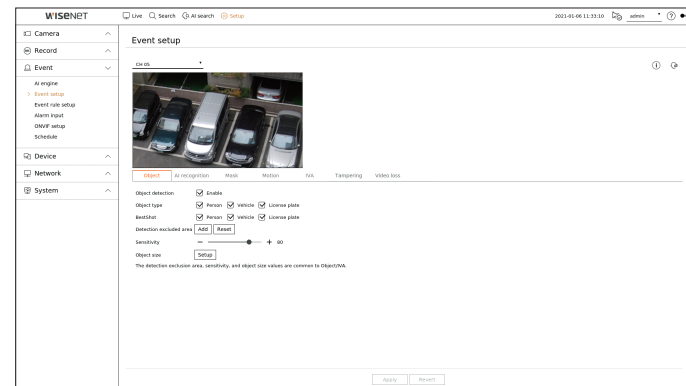 WISENET
Live Search AI search Setup
2021-01-06 11:33:10 admin
Camera
Record
Event
AI engine
Event setup
Event rule setup
Alarm input
ONVIF setup
Schedule
Device
Network
System
Event setup
CH 05
Object AI recognition Mask Motion IVA Tampering Video loss
Object detection Enable
Object type Person Vehicle License plate
BestShot Person Vehicle License plate
Detection excluded area Add Reset
Sensitivity − + 80
Object size Setup
The detection exclusion area, sensitivity, and object size values are common to Object/IVA.
Apply Revert